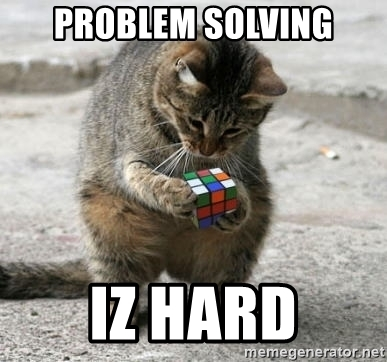 PROBLEM SOLVING
IZ HARD
memegenerator.net